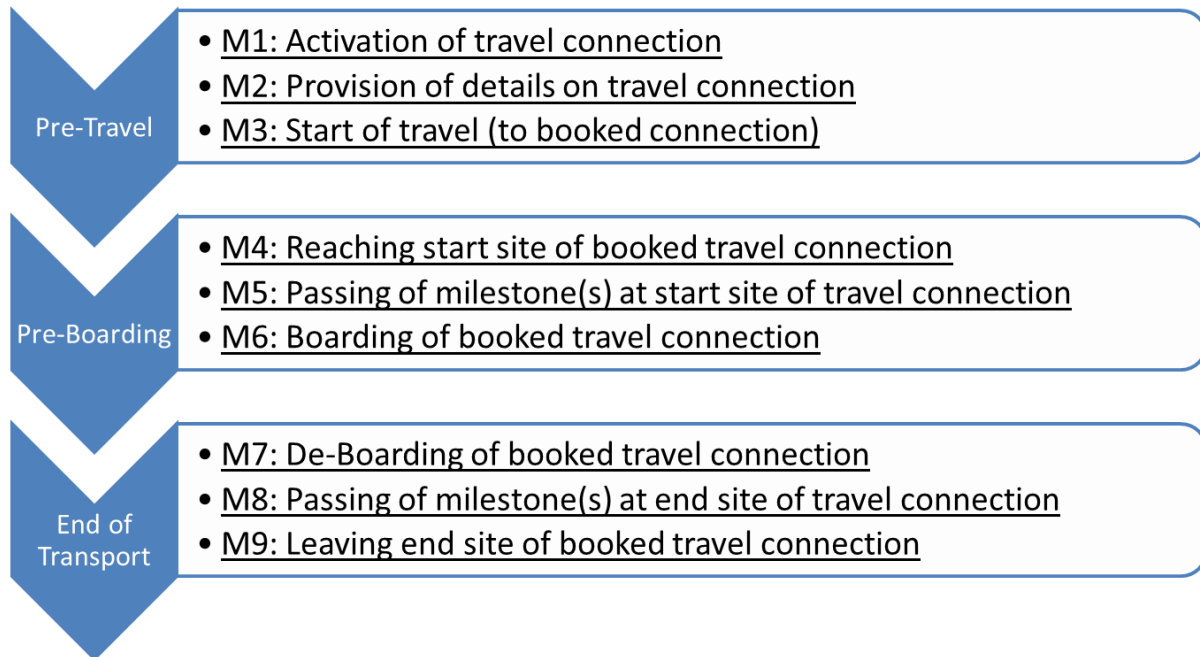 Pre-Travel
• M1: Activation of travel connection
• M2: Provision of details on travel connection
• M3: Start of travel (to booked connection)
Pre-Boarding
• M4: Reaching start site of booked travel connection
• M5: Passing of milestone(s) at start site of travel connection
• M6: Boarding of booked travel connection
End of
Transport
• M7: De-Boarding of booked travel connection
• M8: Passing of milestone(s) at end site of travel connection
• M9: Leaving end site of booked travel connection